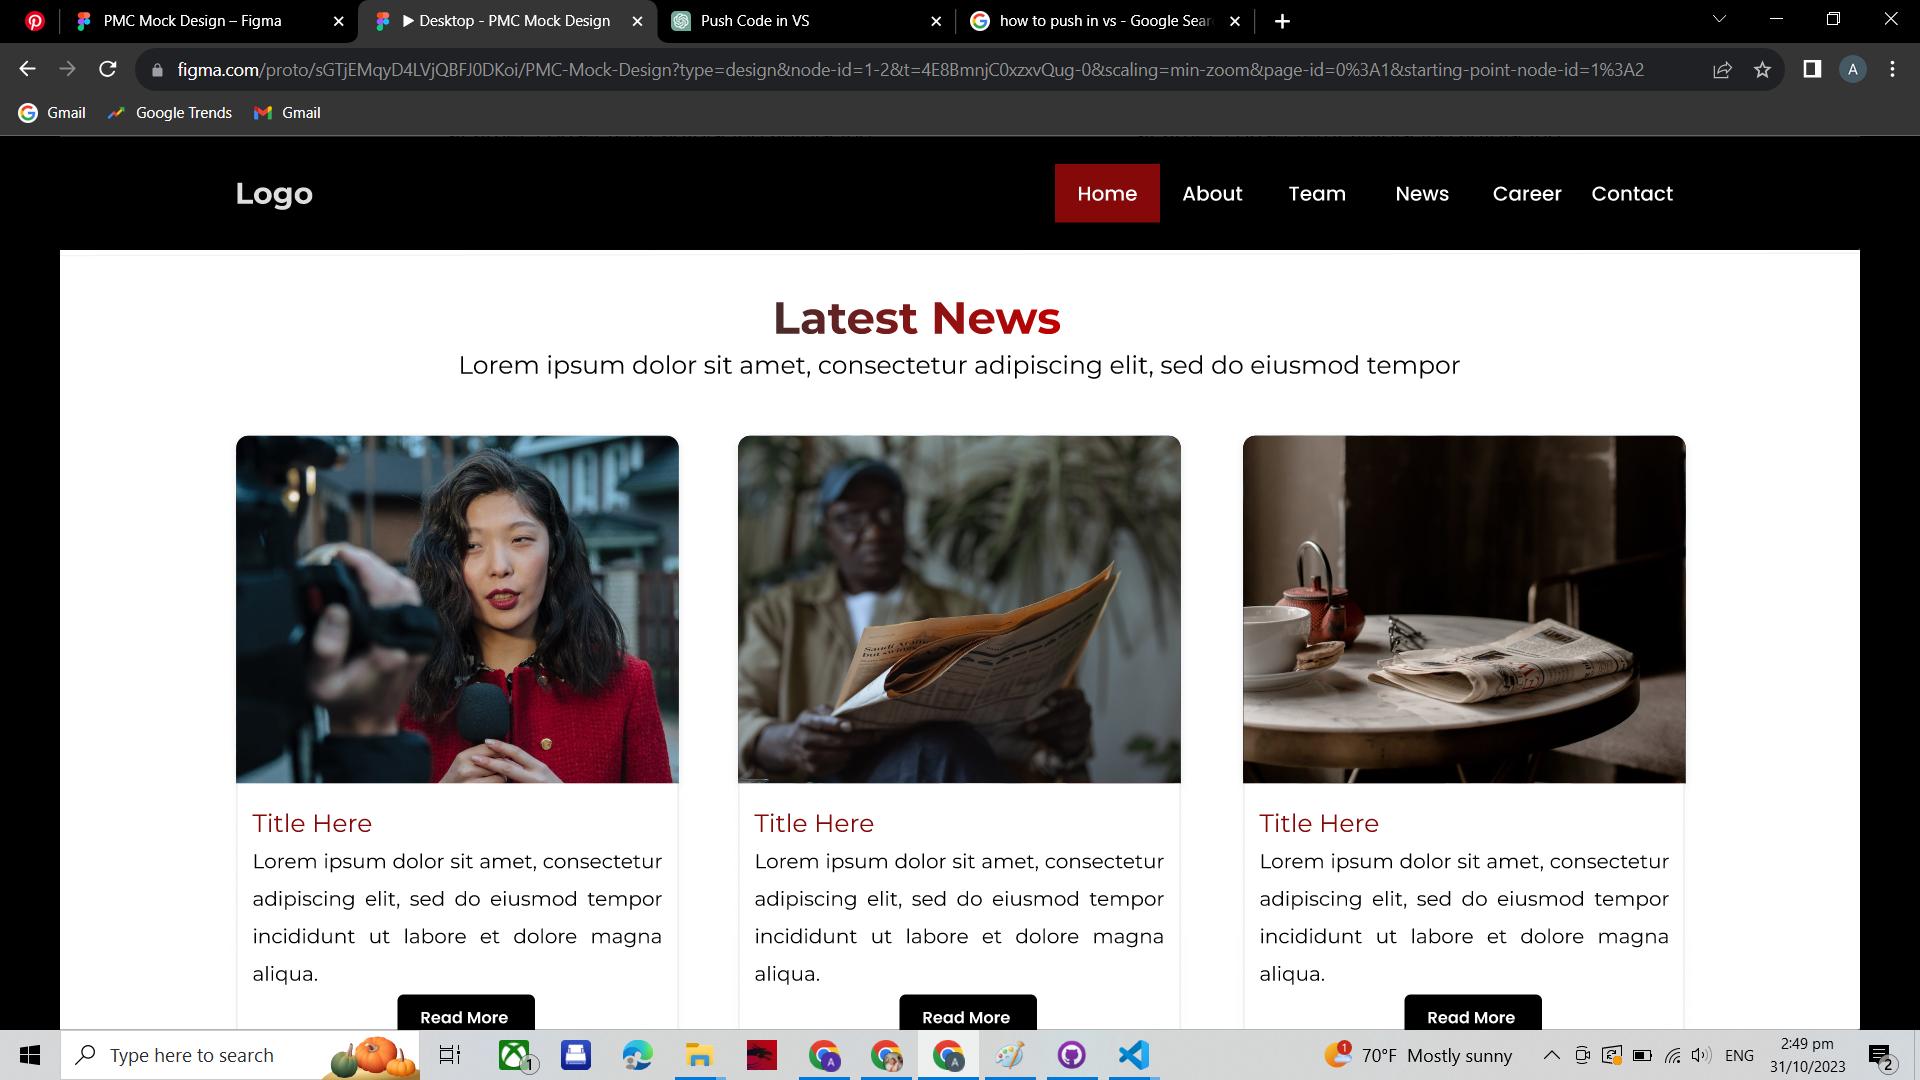 PMC Mock Design – Figma
Desktop - PMC Mock Design
Push Code in VS
how to push in vs - Google Sear
figma.com/proto/sGTjEMqyD4LVjQBFJ0DKoi/PMC-Mock-Design?type=design&node-id=1-2&t=4E8BmnjC0xzxvQug-0&scaling=min-zoom&page-id=0%3A1&starting-point-node-id=1%3A2
A
Gmail
Google Trends
Gmail
Logo
Home About Team News Career Contact
Latest News
Lorem ipsum dolor sit amet, consectetur adipiscing elit, sed do eiusmod tempor
Title Here
Lorem ipsum dolor sit amet, consectetur
adipiscing elit, sed do eiusmod tempor
incididunt ut labore et dolore magna
aliqua.
Read More
Title Here
Lorem ipsum dolor sit amet, consectetur
adipiscing elit, sed do eiusmod tempor
incididunt ut labore et dolore magna
aliqua.
Read More
Title Here
Lorem ipsum dolor sit amet, consectetur
adipiscing elit, sed do eiusmod tempor
incididunt ut labore et dolore magna
aliqua.
Read More
Type here to search
1
A
A
1
70°F Mostly sunny
ENG
2:49 pm
31/10/2023
2